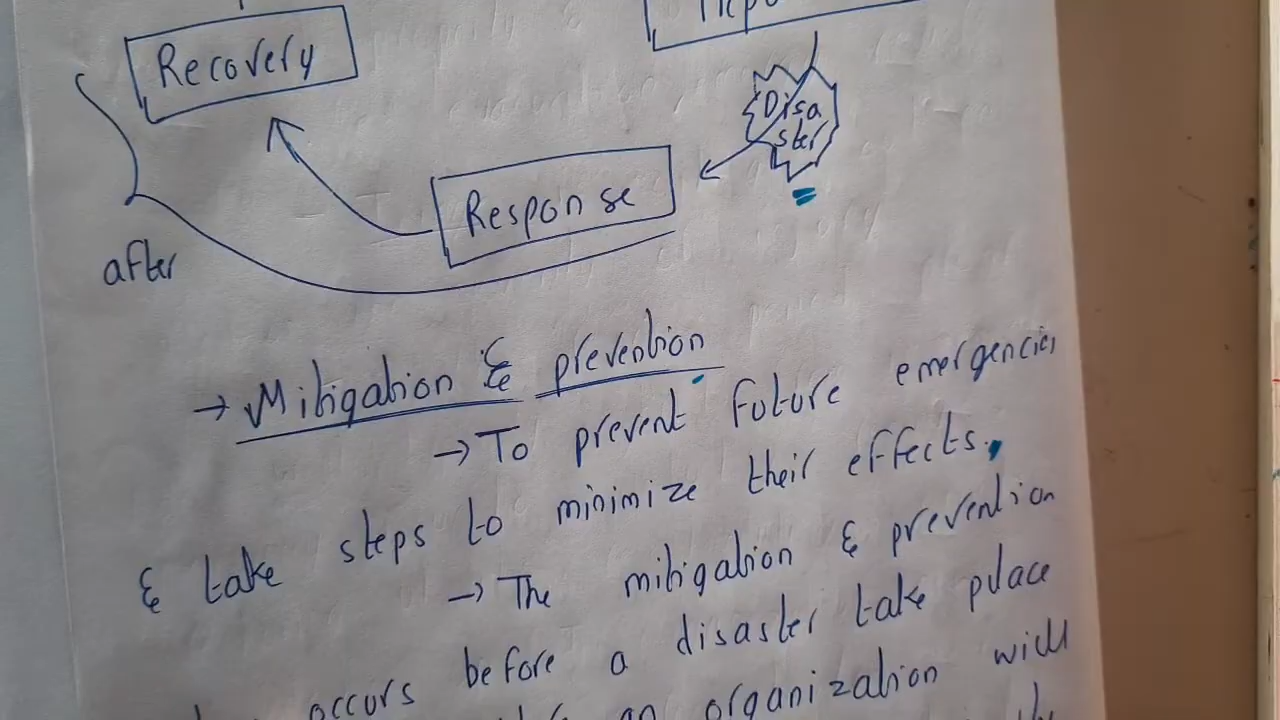 Recovery
Disa
ster
Response
after
→ Mitigation & prevention
→ To prevent future emergencies
& take steps to minimize their effects.
→ The mitigation & prevention
occurs before a disaster take place
an organization will